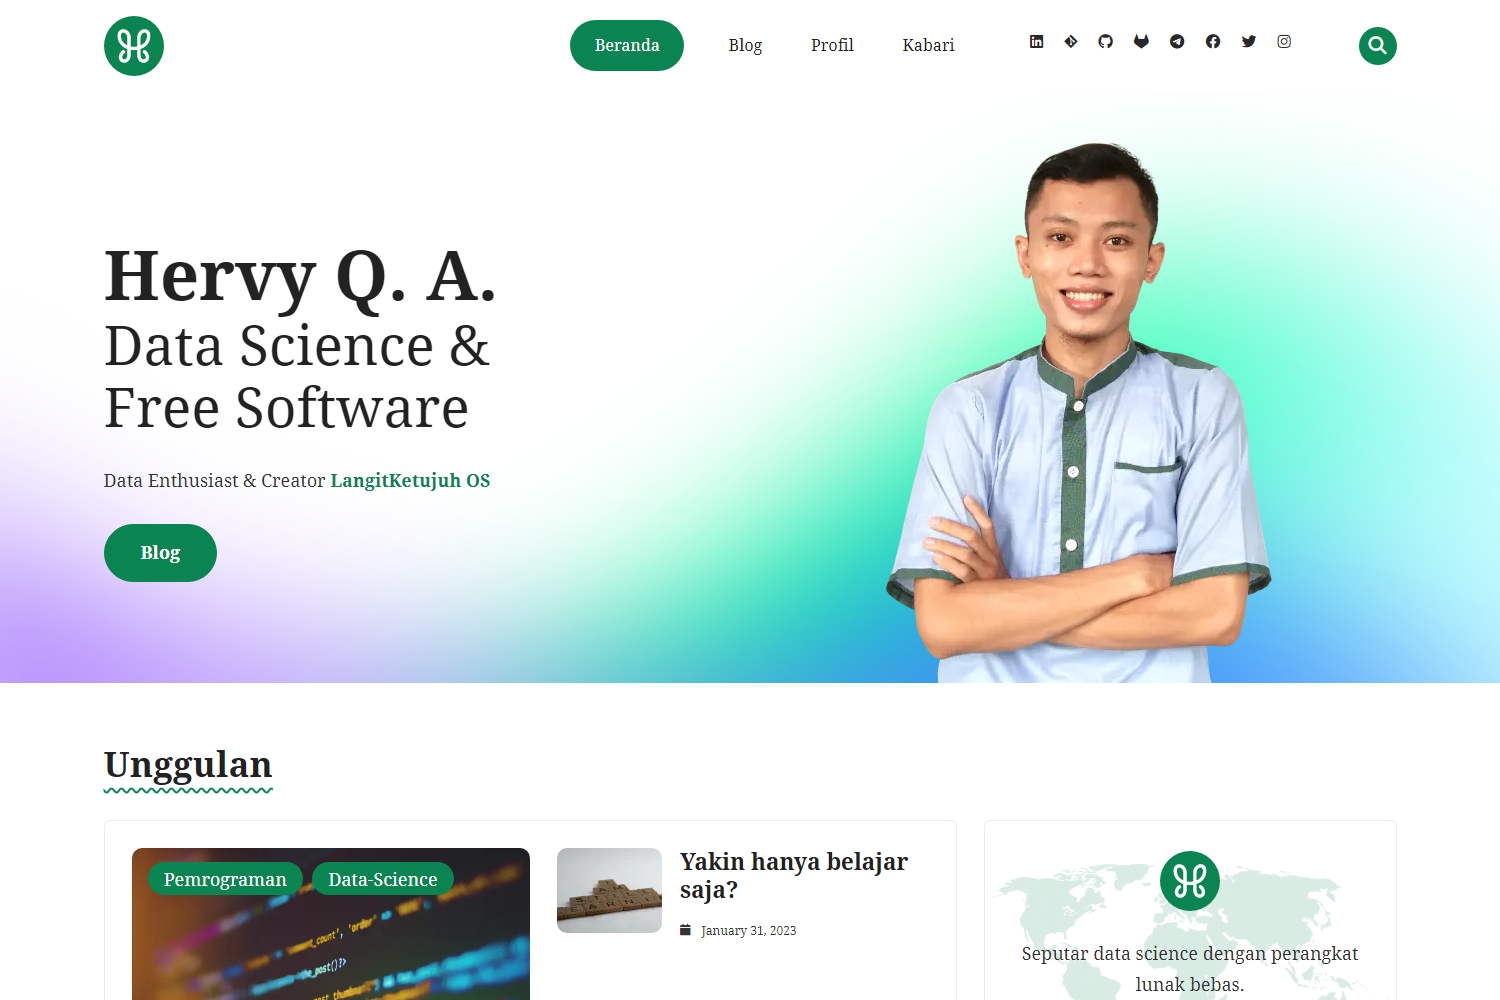 Beranda
Blog
Profil
Kabari
Hervy Q. A.
Data Science &
Free Software
Data Enthusiast & Creator LangitKetujuh OS
Blog
Unggulan
Pemrograman
Data-Science
Yakin hanya belajar
saja?
January 31, 2023
Seputar data science dengan perangkat
lunak bebas.